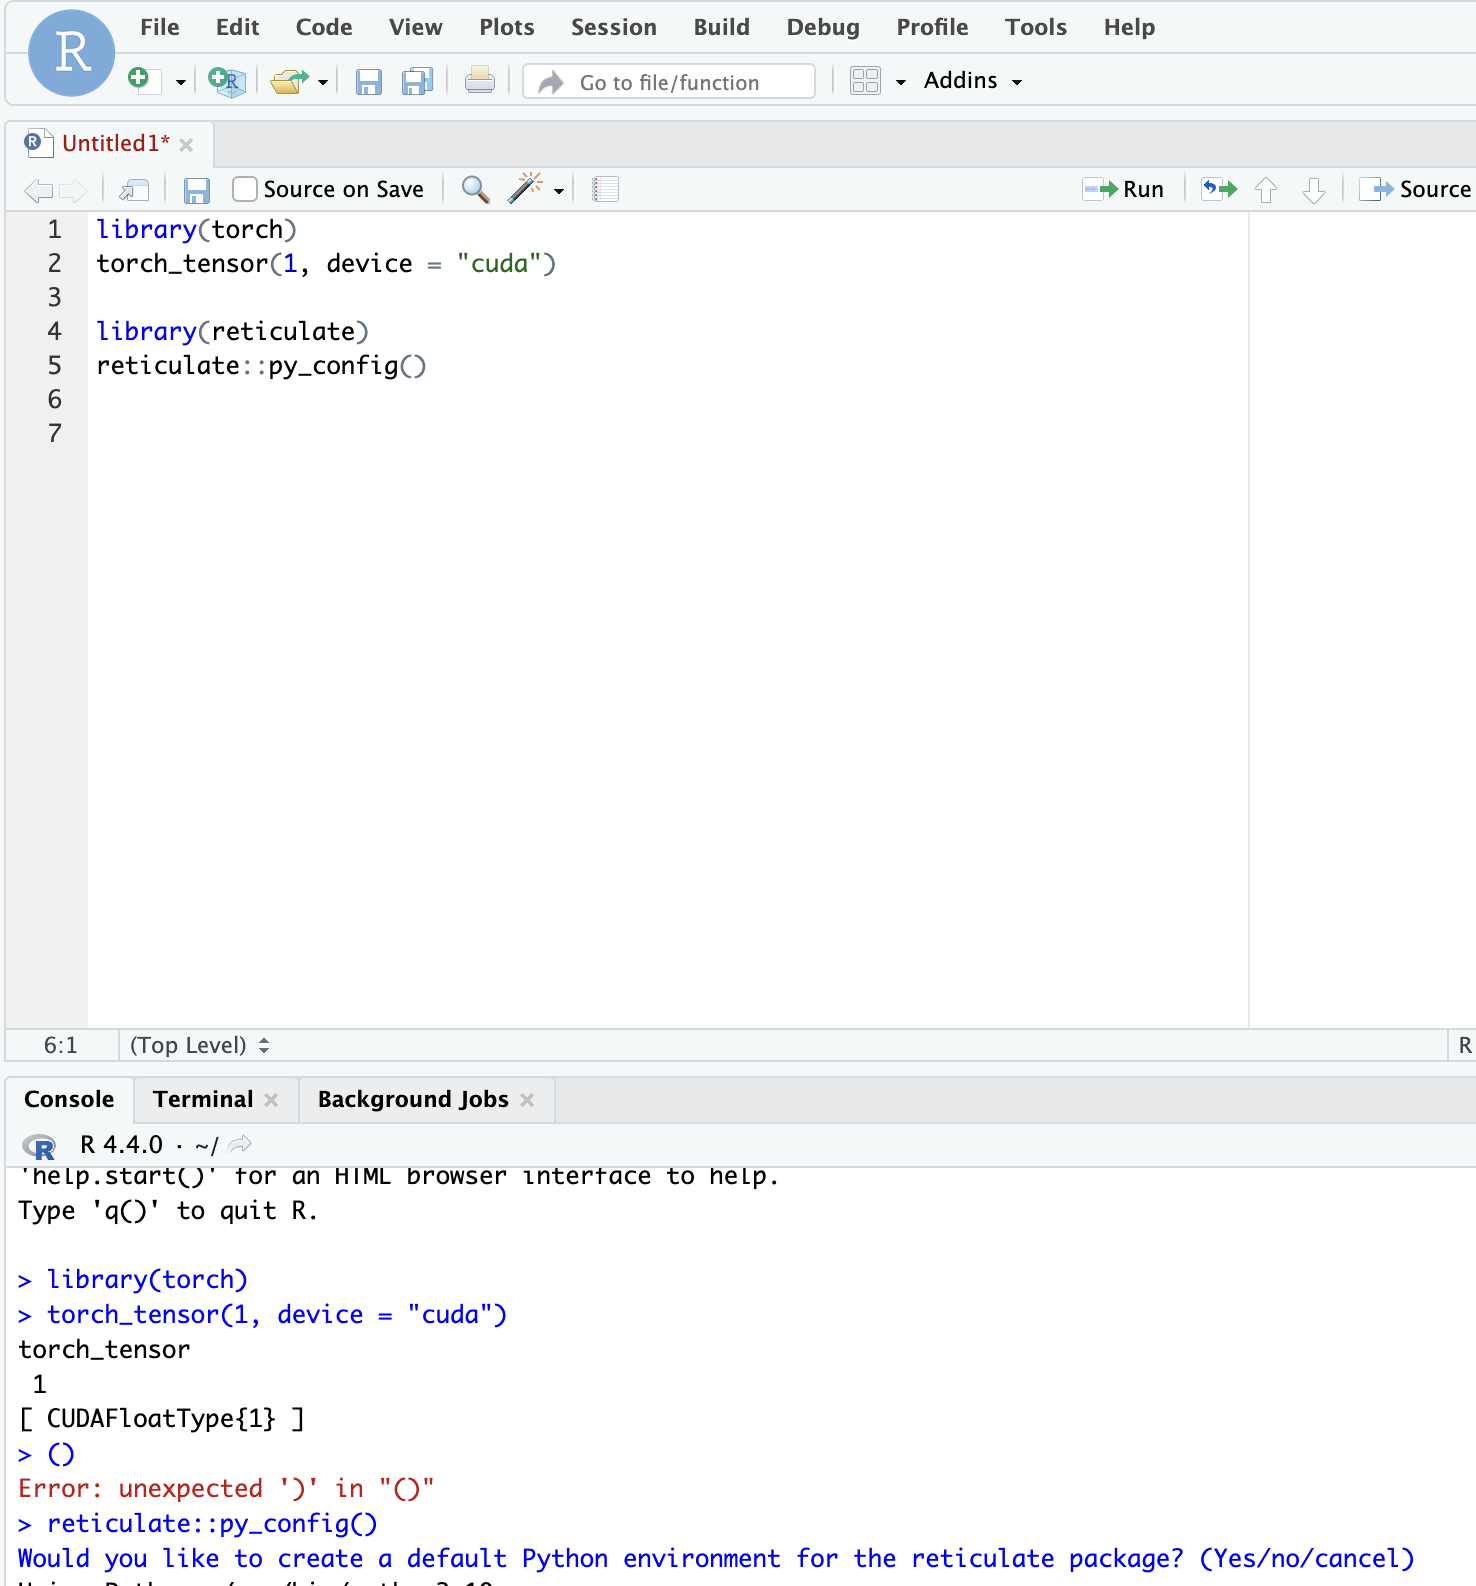 R
File Edit Code View Plots Session Build Debug Profile Tools Help
R Go to file/function Addins
R Untitled1*
Source on Save Run Source
1 library(torch)
2 torch_tensor(1, device = "cuda")
3
4 library(reticulate)
5 reticulate::py_config()
6
7
6:1 (Top Level) R
Console Terminal Background Jobs
R R 4.4.0 · ~/
'help.start()' for an HTML browser interface to help.
Type 'q()' to quit R.
> library(torch)
> torch_tensor(1, device = "cuda")
torch_tensor
1
[ CUDAFloatType{1} ]
> ()
Error: unexpected ')' in "()"
> reticulate::py_config()
Would you like to create a default Python environment for the reticulate package? (Yes/no/cancel)